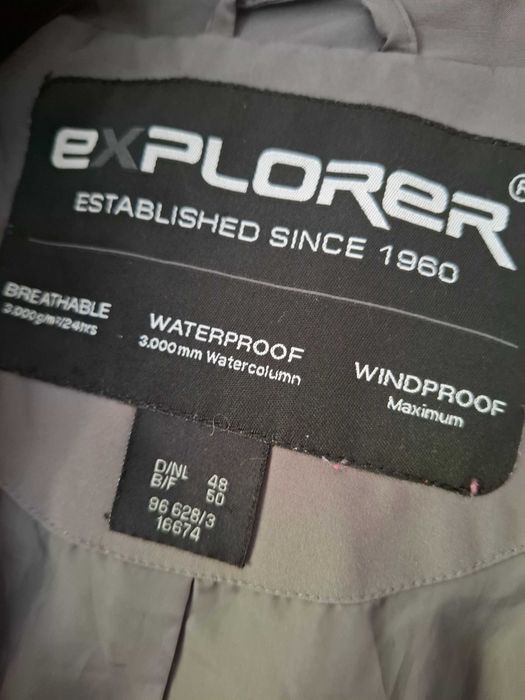 eXPLOReR®
ESTABLISHED SINCE 1960
BREATHABLE
3.000g/m²/24hrs
WATERPROOF
3.000mm Watercolumn
WINDPROOF
Maximum
D/NL 48
B/F 50
96 628/3
16674